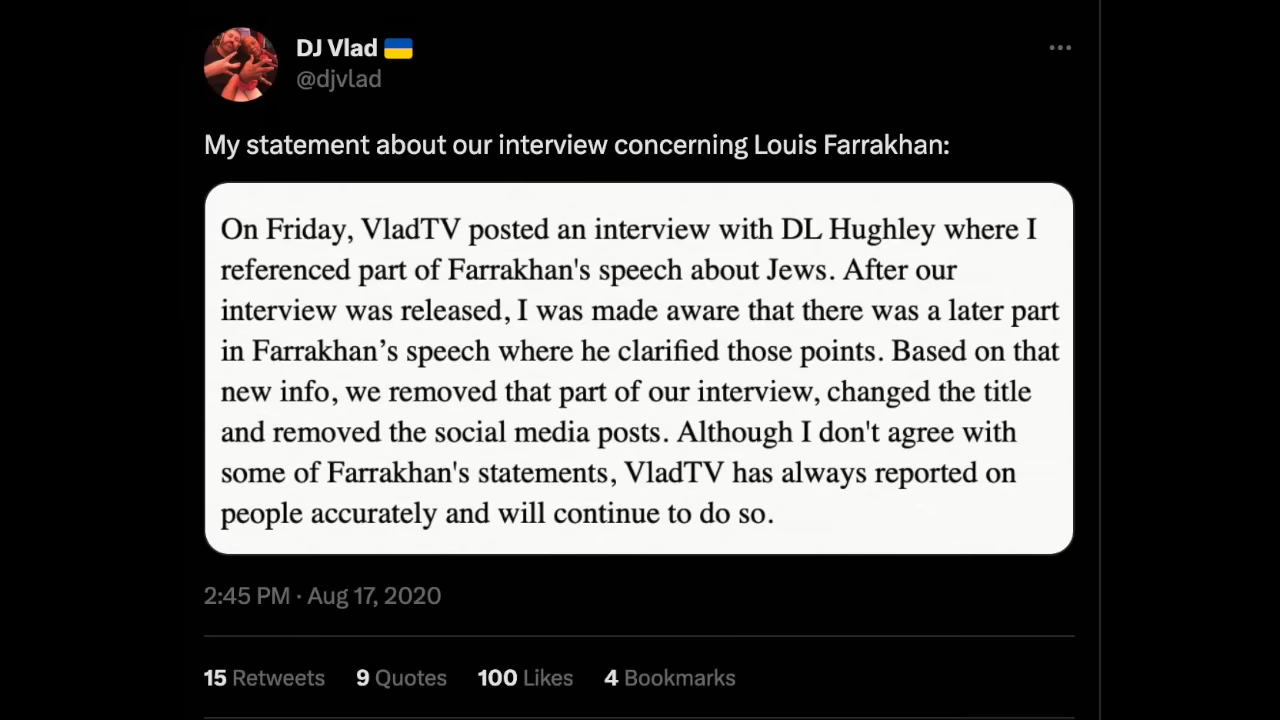 DJ Vlad 🇺🇦
@djvlad
My statement about our interview concerning Louis Farrakhan:
On Friday, VladTV posted an interview with DL Hughley where I
referenced part of Farrakhan's speech about Jews. After our
interview was released, I was made aware that there was a later part
in Farrakhan’s speech where he clarified those points. Based on that
new info, we removed that part of our interview, changed the title
and removed the social media posts. Although I don't agree with
some of Farrakhan's statements, VladTV has always reported on
people accurately and will continue to do so.
2:45 PM · Aug 17, 2020
15 Retweets 9 Quotes 100 Likes 4 Bookmarks